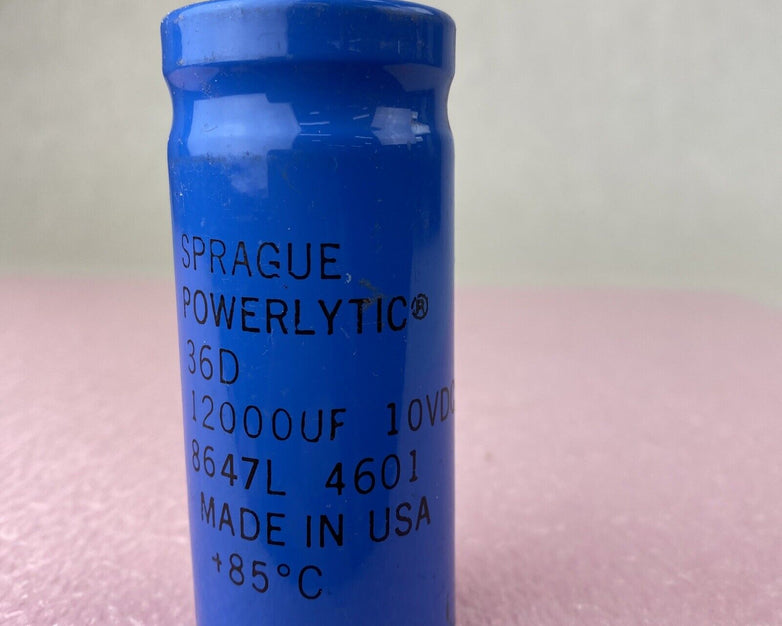 SPRAGUE
POWERLYTIC®
36D
12000UF 10VDC
8647L 4601
MADE IN USA
+85°C